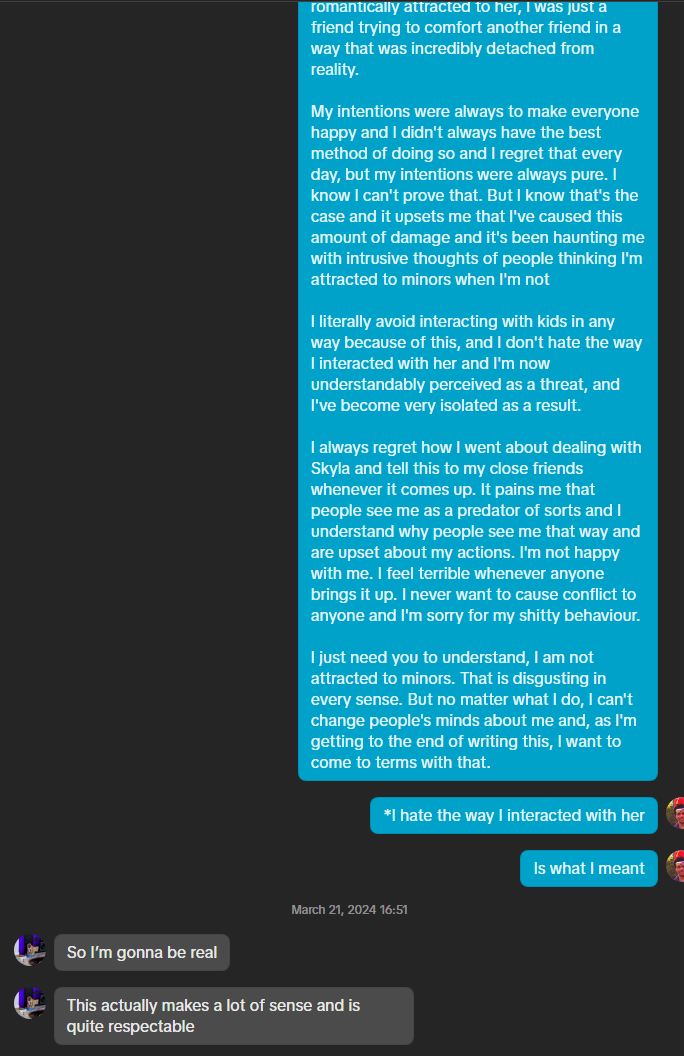 romantically attracted to her, I was just a
friend trying to comfort another friend in a
way that was incredibly detached from
reality.
My intentions were always to make everyone
happy and I didn't always have the best
method of doing so and I regret that every
day, but my intentions were always pure. I
know I can't prove that. But I know that's the
case and it upsets me that I've caused this
amount of damage and it's been haunting me
with intrusive thoughts of people thinking I'm
attracted to minors when I'm not
I literally avoid interacting with kids in any
way because of this, and I don't hate the way
I interacted with her and I'm now
understandably perceived as a threat, and
I've become very isolated as a result.
I always regret how I went about dealing with
Skyla and tell this to my close friends
whenever it comes up. It pains me that
people see me as a predator of sorts and I
understand why people see me that way and
are upset about my actions. I'm not happy
with me. I feel terrible whenever anyone
brings it up. I never want to cause conflict to
anyone and I'm sorry for my shitty behaviour.
I just need you to understand, I am not
attracted to minors. That is disgusting in
every sense. But no matter what I do, I can't
change people's minds about me and, as I'm
getting to the end of writing this, I want to
come to terms with that.
*I hate the way I interacted with her
Is what I meant
March 21, 2024 16:51
So I'm gonna be real
This actually makes a lot of sense and is
quite respectable